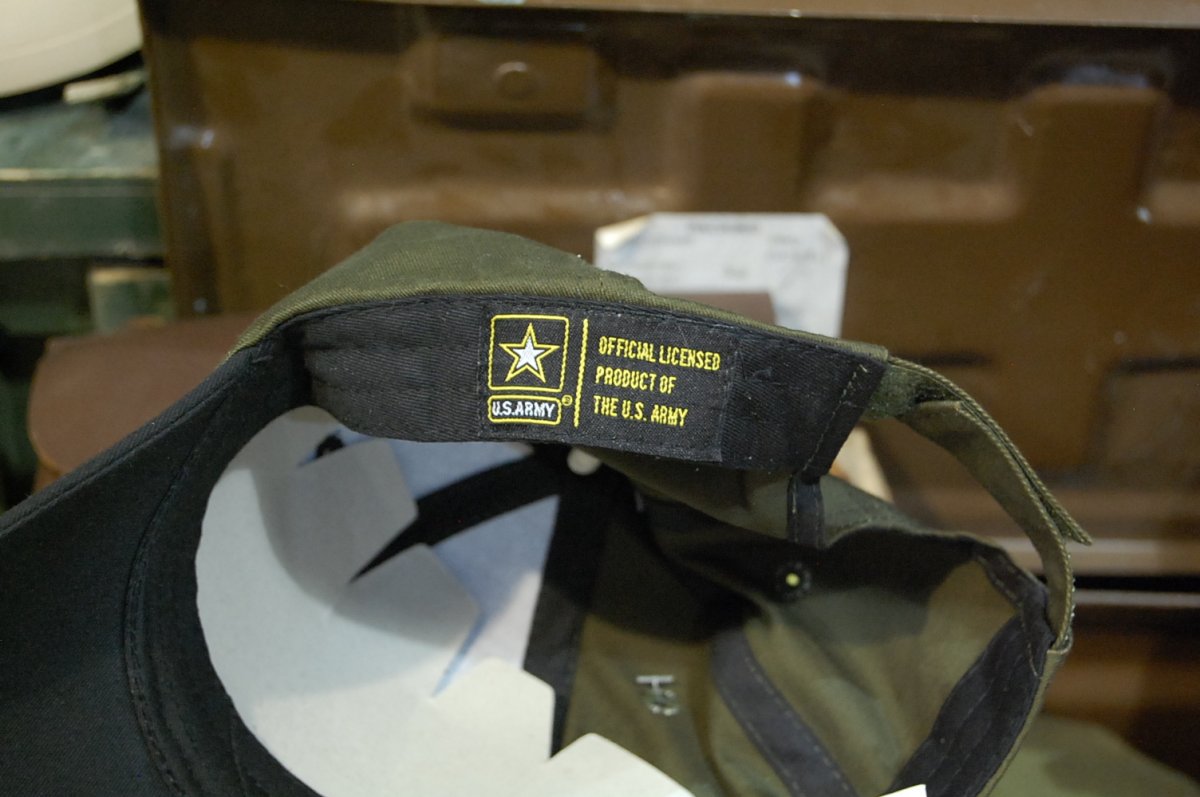 OFFICIAL LICENSED
PRODUCT OF
THE U.S. ARMY
U.S.ARMY